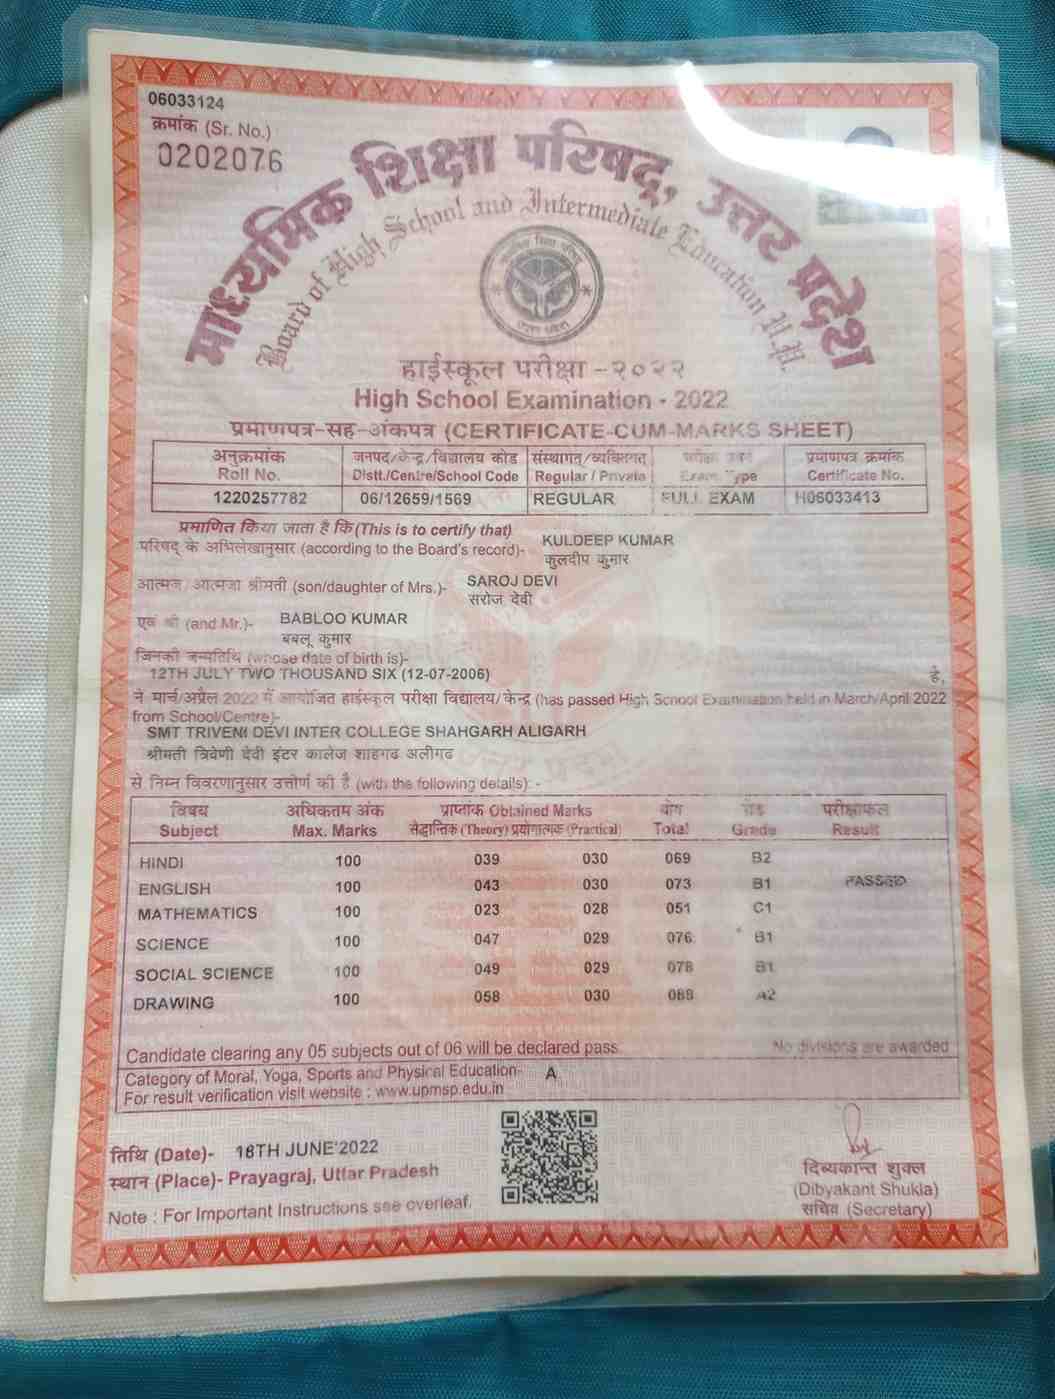 06033124
क्रमांक (Sr. No.)
0202076
माध्यमिक शिक्षा परिषद्, उत्तर प्रदेश
Board of High School and Intermediate Education U.P.
हाईस्कूल परीक्षा -२०२२
High School Examination - 2022
प्रमाणपत्र-सह-अंकपत्र (CERTIFICATE-CUM-MARKS SHEET)
अनुक्रमांक जनपद/केन्द्र/विद्यालय कोड संस्थागत/व्यक्तिगत प्रमाणपत्र क्रमांक
Roll No. Distt./Centre/School Code Regular / Private Exam Type Certificate No.
1220257782 06/12659/1569 REGULAR FULL EXAM H06033413
प्रमाणित किया जाता है कि (This is to certify that)
परिषद् के अभिलेखानुसार (according to the Board's record)- KULDEEP KUMAR
कुलदीप कुमार
आत्मज/आत्मजा श्रीमती (son/daughter of Mrs.)- SAROJ DEVI
सरोज देवी
एवं श्री (and Mr.)- BABLOO KUMAR
बबलू कुमार
जिनकी जन्मतिथि (whose date of birth is)-
12TH JULY TWO THOUSAND SIX (12-07-2006) है,
ने मार्च/अप्रैल 2022 में आयोजित हाईस्कूल परीक्षा विद्यालय/केन्द्र (has passed High School Examination held in March/April 2022
from School/Centre)-
SMT TRIVENI DEVI INTER COLLEGE SHAHGARH ALIGARH
श्रीमती त्रिवेणी देवी इंटर कालेज शाहगढ अलीगढ
से निम्न विवरणानुसार उत्तीर्ण की है (with the following details): -
विषय अधिकतम अंक प्राप्तांक Obtained Marks योग ग्रेड परीक्षाफल
Subject Max. Marks सैद्धान्तिक (Theory) प्रयोगात्मक (Practical) Total Grade Result
HINDI 100 039 030 069 B2
ENGLISH 100 043 030 073 B1 PASSED
MATHEMATICS 100 023 028 051 C1
SCIENCE 100 047 029 076 B1
SOCIAL SCIENCE 100 049 029 078 B1
DRAWING 100 058 030 088 A2
Candidate clearing any 05 subjects out of 06 will be declared pass No divisions are awarded
Category of Moral, Yoga, Sports and Physical Education- A
For result verification visit website : www.upmsp.edu.in
तिथि (Date)- 18TH JUNE'2022
स्थान (Place)- Prayagraj, Uttar Pradesh
Note : For Important Instructions see overleaf.
दिब्यकान्त शुक्ल
(Dibyakant Shukla)
सचिव (Secretary)